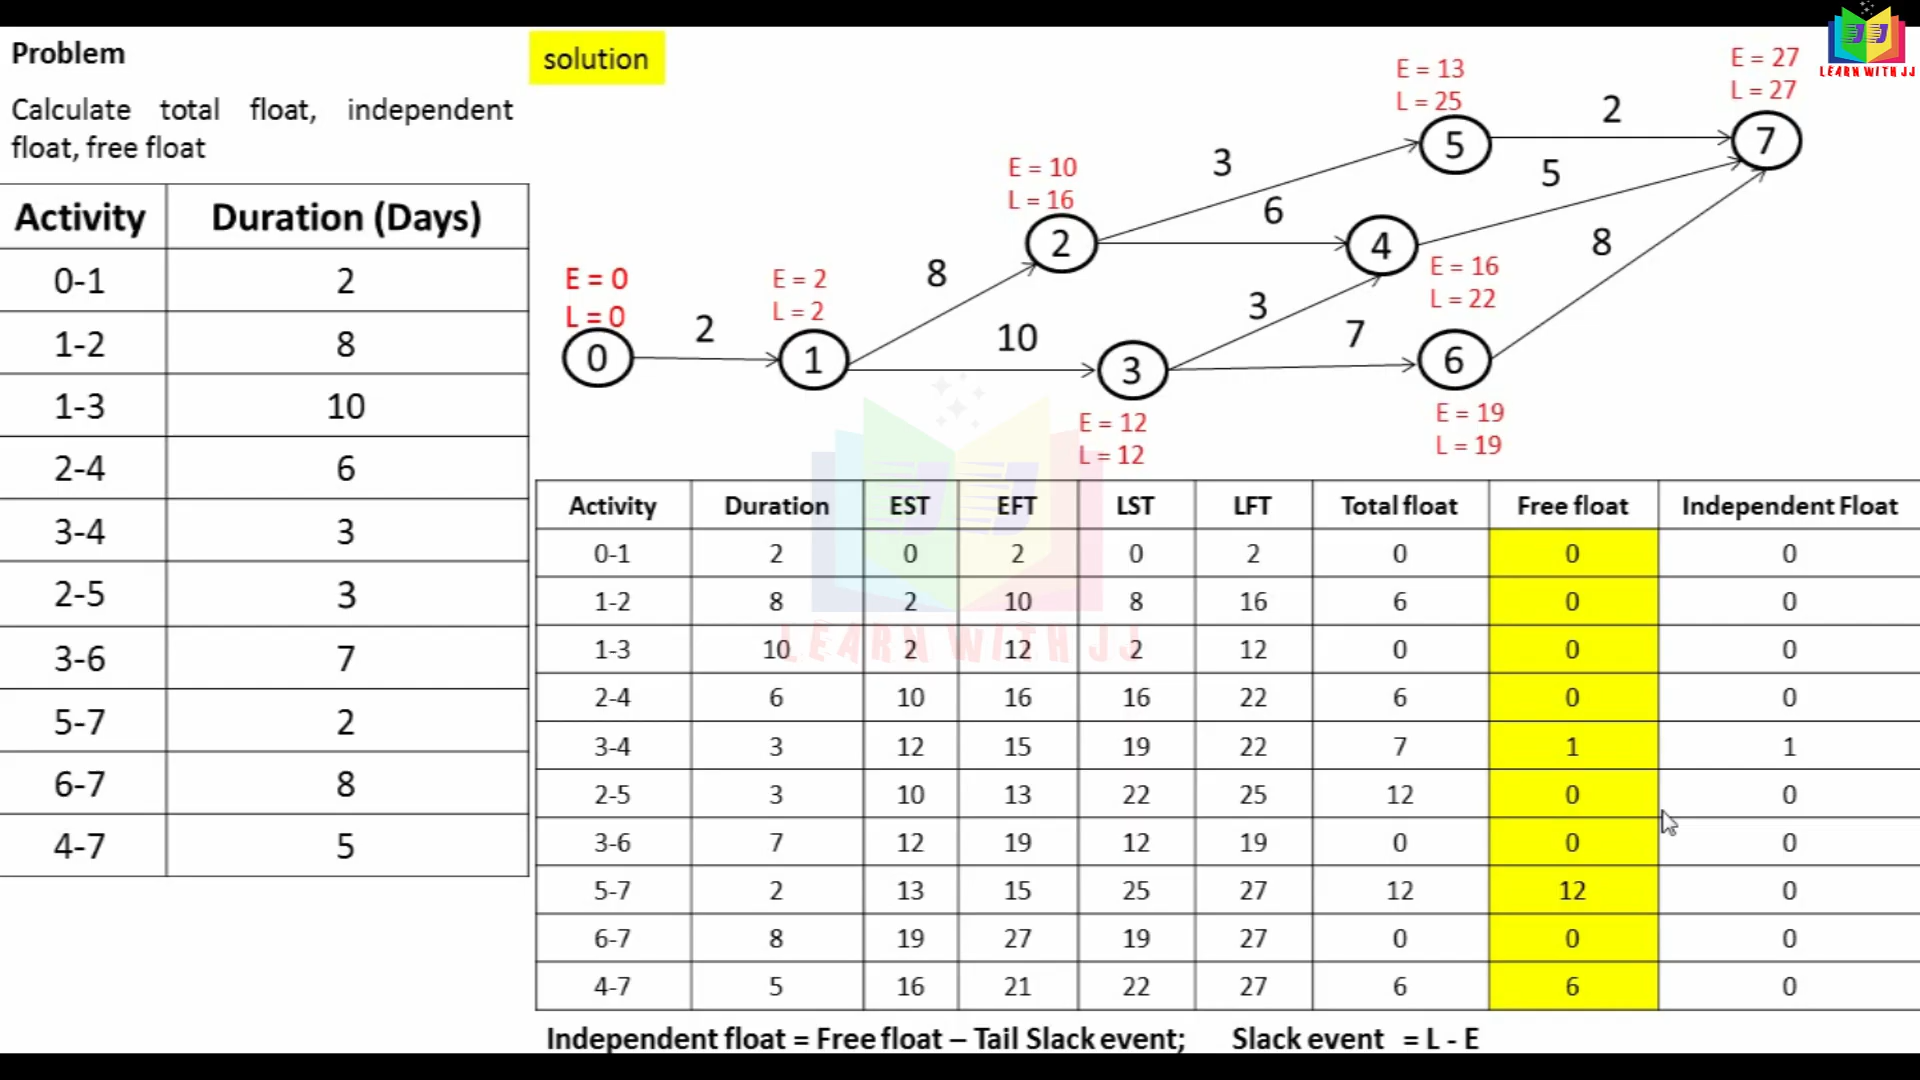 Problem
Calculate total float, independent
float, free float
Activity Duration (Days)
0-1 2
1-2 8
1-3 10
2-4 6
3-4 3
2-5 3
3-6 7
5-7 2
6-7 8
4-7 5
solution
E = 0
L = 0
0
2
E = 2
L = 2
1
8
10
E = 10
L = 16
2
3
6
3
E = 12
L = 12
3
7
E = 13
L = 25
5
2
4
E = 16
L = 22
5
6
E = 19
L = 19
8
E = 27
L = 27
7
LEARN WITH JJ
Activity Duration EST EFT LST LFT Total float Free float Independent Float
0-1 2 0 2 0 2 0 0 0
1-2 8 2 10 8 16 6 0 0
1-3 10 2 12 2 12 0 0 0
2-4 6 10 16 16 22 6 0 0
3-4 3 12 15 19 22 7 1 1
2-5 3 10 13 22 25 12 0 0
3-6 7 12 19 12 19 0 0 0
5-7 2 13 15 25 27 12 12 0
6-7 8 19 27 19 27 0 0 0
4-7 5 16 21 22 27 6 6 0
LEARN WITH JJ
Independent float = Free float – Tail Slack event; Slack event = L - E